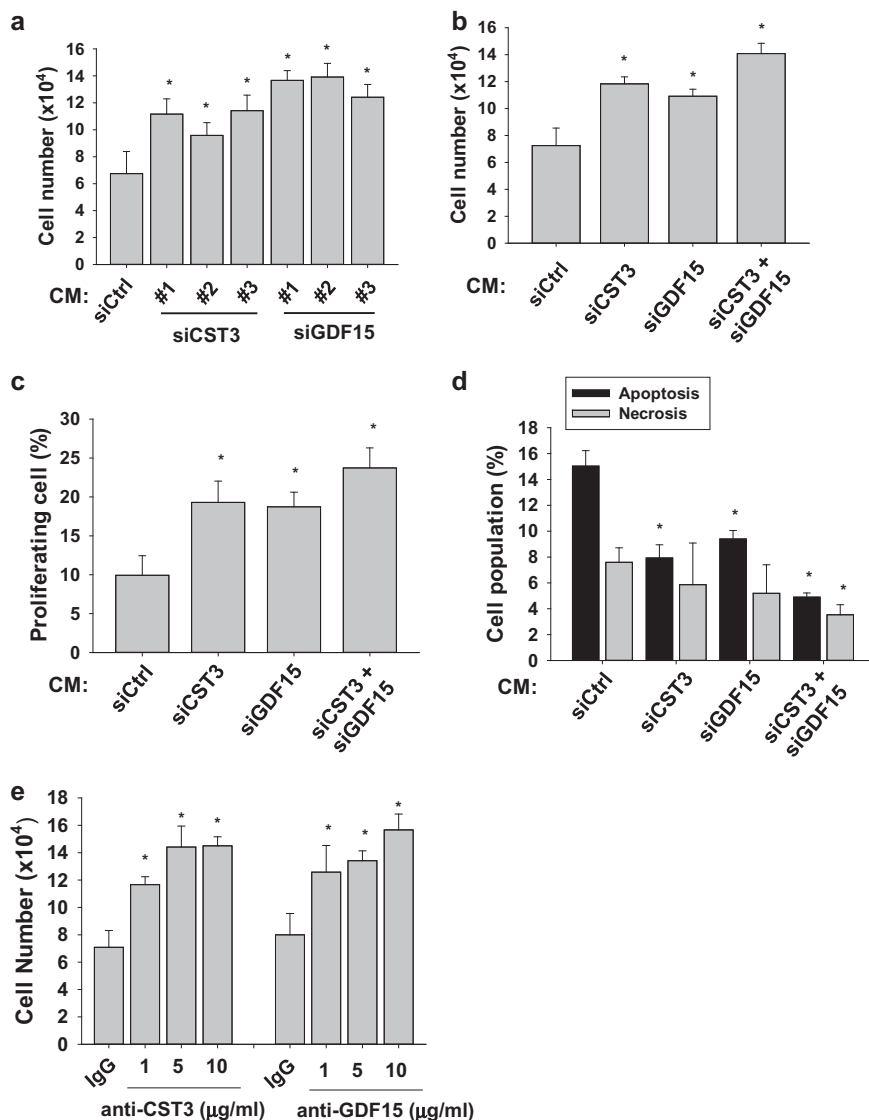 a
Cell number (x10⁴)
16
14
12
10
8
6
4
2
0
* * * * * *
CM:
siCtrl
#1 #2 #3 #1 #2 #3
siCST3 siGDF15
b
Cell number (x10⁴)
16
14
12
10
8
6
4
2
0
* * *
CM:
siCtrl
siCST3
siGDF15
siCST3 +
siGDF15
c
Proliferating cell (%)
30
25
20
15
10
5
0
* * *
CM:
siCtrl
siCST3
siGDF15
siCST3 +
siGDF15
d
Apoptosis
Necrosis
Cell population (%)
18
16
14
12
10
8
6
4
2
0
* * * *
CM:
siCtrl
siCST3
siGDF15
siCST3 +
siGDF15
e
Cell Number (x10⁴)
18
16
14
12
10
8
6
4
2
0
* * * * * *
IgG 1 5 10 IgG 1 5 10
anti-CST3 (µg/ml) anti-GDF15 (µg/ml)